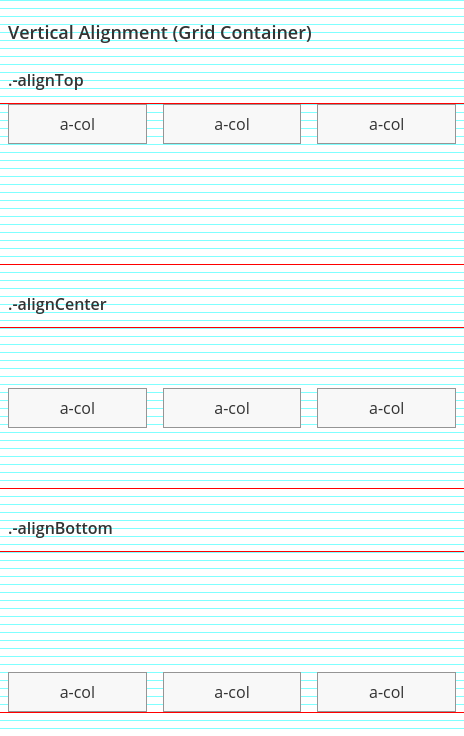 Vertical Alignment (Grid Container)
.-alignTop
a-col a-col a-col
.-alignCenter
a-col a-col a-col
.-alignBottom
a-col a-col a-col